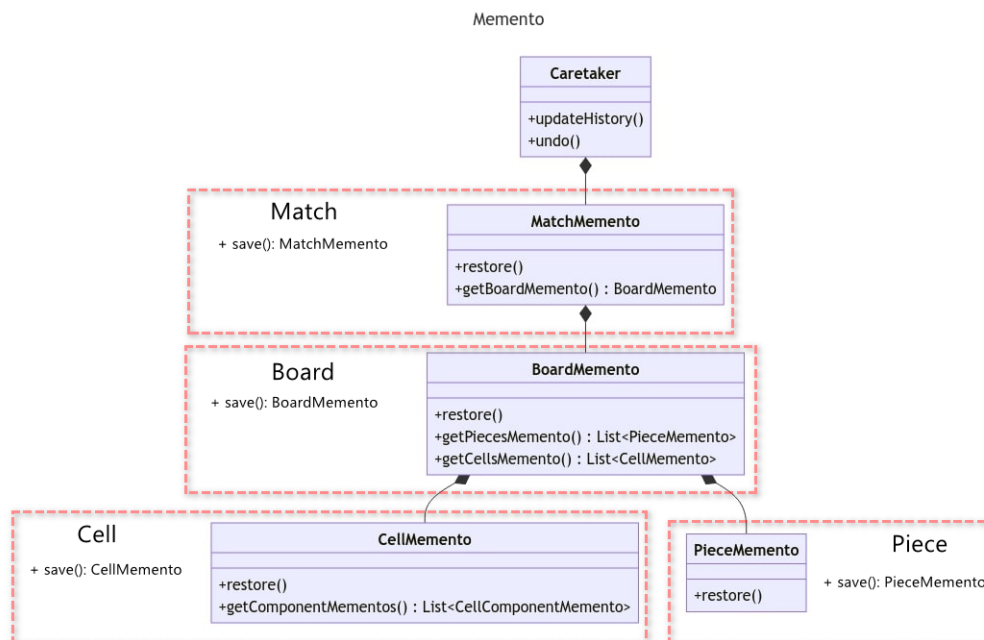 Memento
Caretaker
+updateHistory()
+undo()
Match
+ save(): MatchMemento
MatchMemento
+restore()
+getBoardMemento() : BoardMemento
Board
+ save(): BoardMemento
BoardMemento
+restore()
+getPiecesMemento() : List<PieceMemento>
+getCellsMemento() : List<CellMemento>
Cell
+ save(): CellMemento
CellMemento
+restore()
+getComponentMementos() : List<CellComponentMemento>
PieceMemento
+restore()
Piece
+ save(): PieceMemento